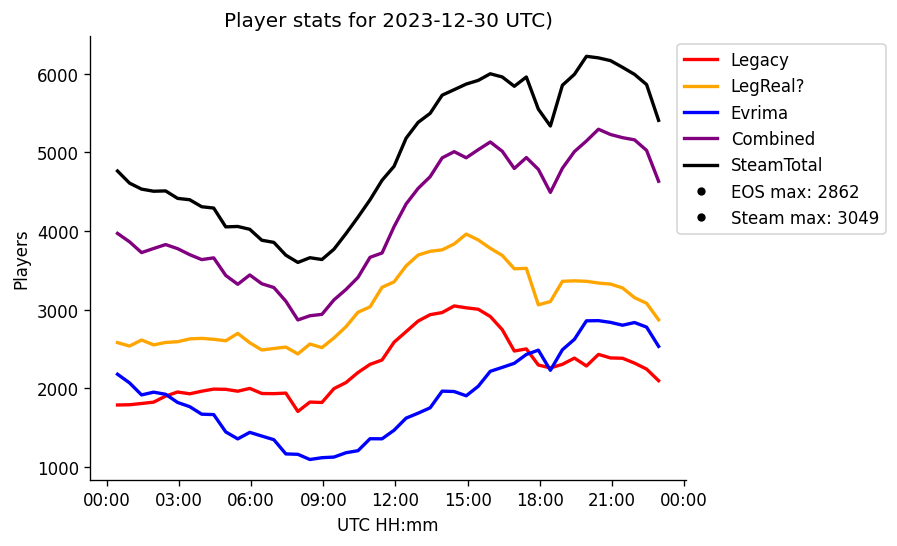 Player stats for 2023-12-30 UTC)
Players
6000
5000
4000
3000
2000
1000
00:00 03:00 06:00 09:00 12:00 15:00 18:00 21:00 00:00
UTC HH:mm
Legacy
LegReal?
Evrima
Combined
SteamTotal
EOS max: 2862
Steam max: 3049